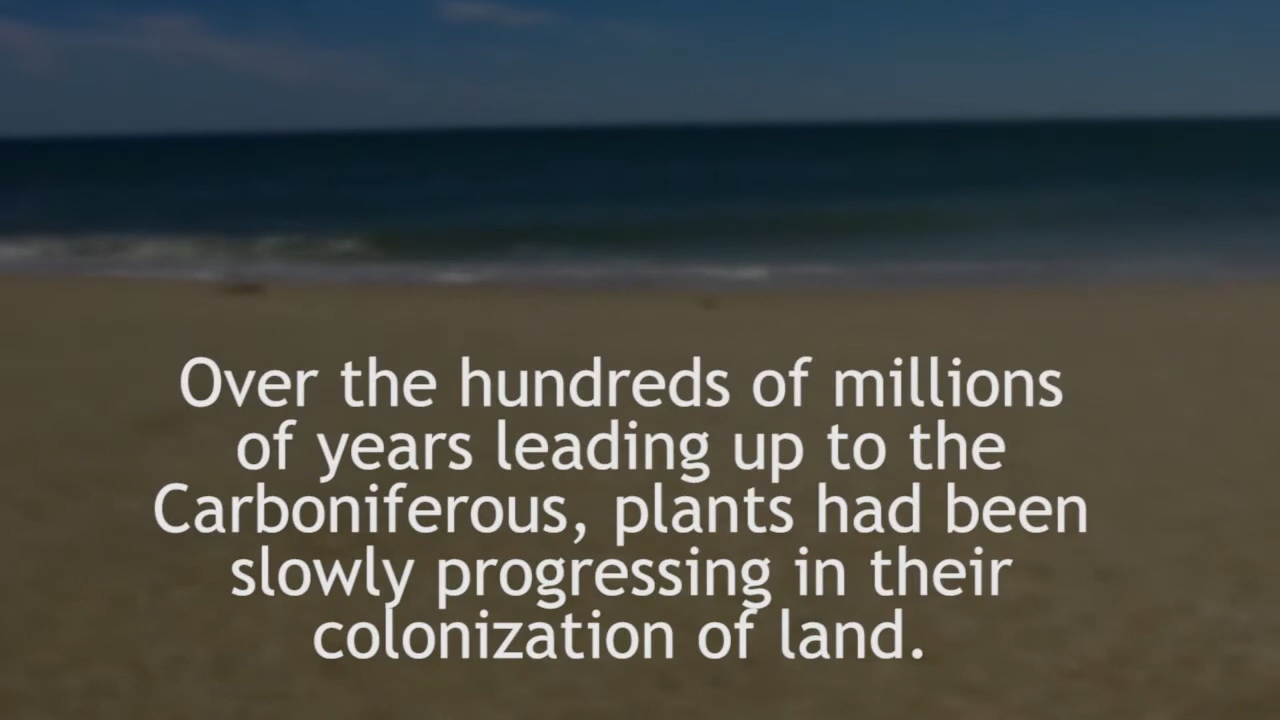 Over the hundreds of millions
of years leading up to the
Carboniferous, plants had been
slowly progressing in their
colonization of land.